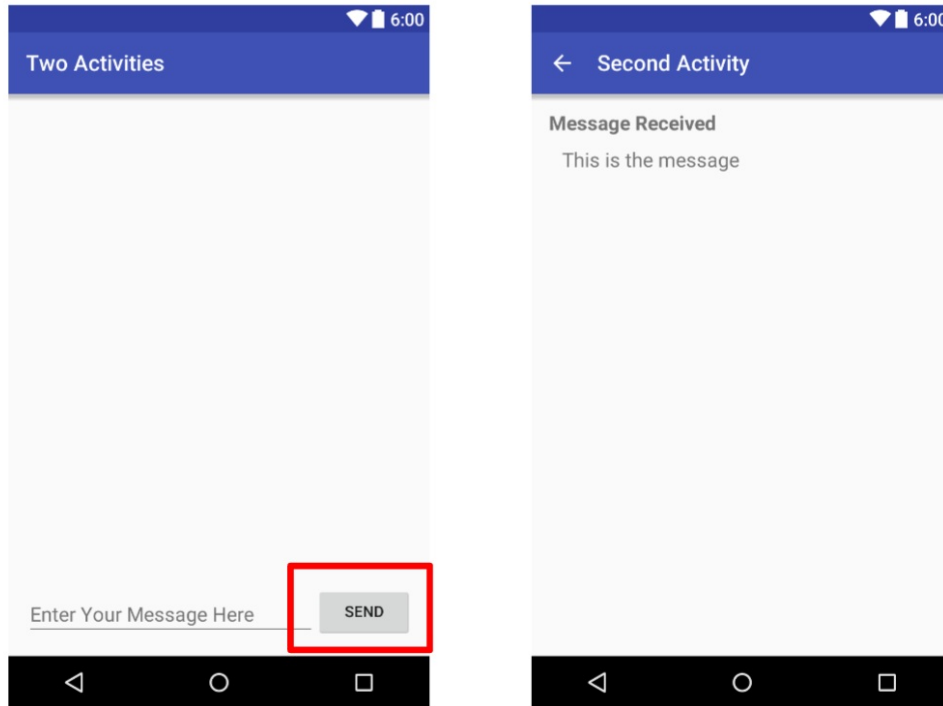 6:00
Two Activities
Enter Your Message Here
SEND
6:00
Second Activity
Message Received
This is the message